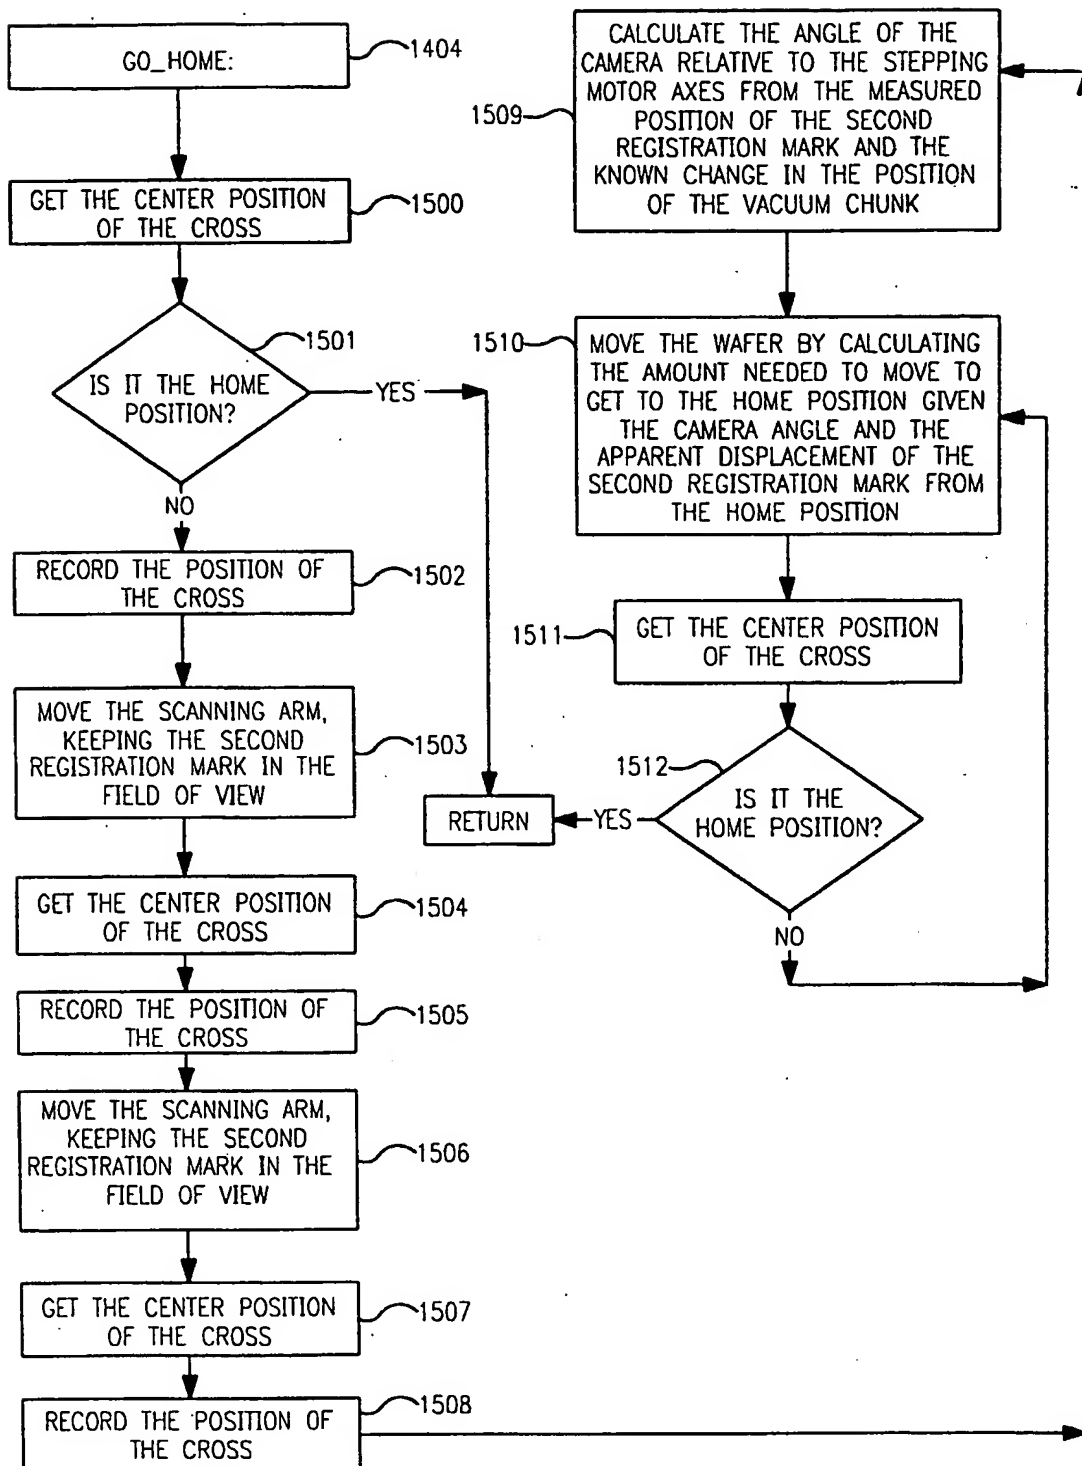 GO_HOME:
1404
GET THE CENTER POSITION
OF THE CROSS
1500
1501
IS IT THE HOME
POSITION?
YES
NO
RECORD THE POSITION OF
THE CROSS
1502
MOVE THE SCANNING ARM,
KEEPING THE SECOND
REGISTRATION MARK IN THE
FIELD OF VIEW
1503
GET THE CENTER POSITION
OF THE CROSS
1504
RECORD THE POSITION OF
THE CROSS
1505
MOVE THE SCANNING ARM,
KEEPING THE SECOND
REGISTRATION MARK IN THE
FIELD OF VIEW
1506
GET THE CENTER POSITION
OF THE CROSS
1507
RECORD THE POSITION OF
THE CROSS
1508
CALCULATE THE ANGLE OF THE
CAMERA RELATIVE TO THE STEPPING
MOTOR AXES FROM THE MEASURED
POSITION OF THE SECOND
REGISTRATION MARK AND THE
KNOWN CHANGE IN THE POSITION
OF THE VACUUM CHUNK
1509
1510
MOVE THE WAFER BY CALCULATING
THE AMOUNT NEEDED TO MOVE TO
GET TO THE HOME POSITION GIVEN
THE CAMERA ANGLE AND THE
APPARENT DISPLACEMENT OF THE
SECOND REGISTRATION MARK FROM
THE HOME POSITION
1511
GET THE CENTER POSITION
OF THE CROSS
1512
IS IT THE
HOME POSITION?
YES
RETURN
NO